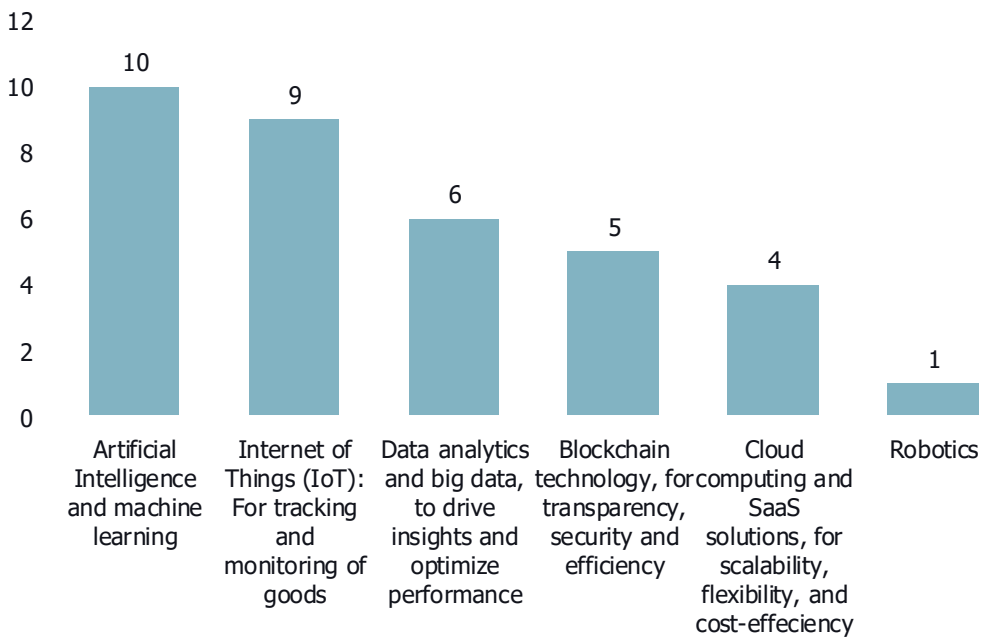 12
10
8
6
4
2
0
10
9
6
5
4
1
Artificial
Intelligence
and machine
learning
Internet of
Things (IoT):
For tracking
and
monitoring of
goods
Data analytics
and big data,
to drive
insights and
optimize
performance
Blockchain
technology, for
transparency,
security and
efficiency
Cloud
computing and
SaaS
solutions, for
scalability,
flexibility, and
cost-effeciency
Robotics